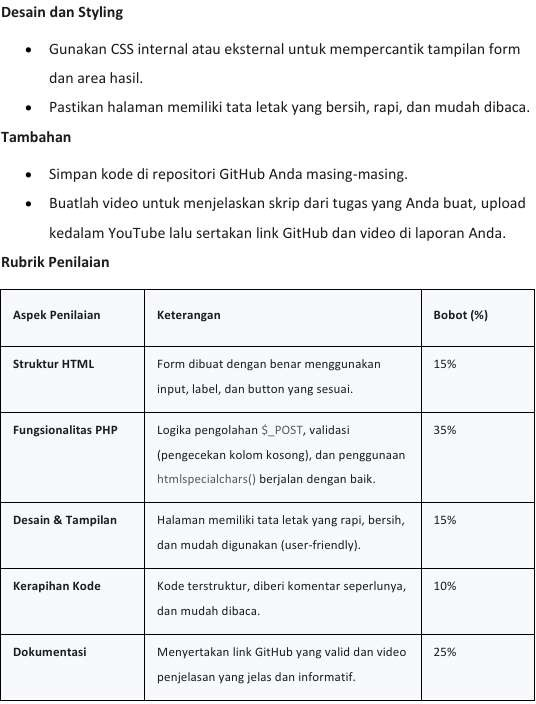 Desain dan Styling
• Gunakan CSS internal atau eksternal untuk mempercantik tampilan form
dan area hasil.
• Pastikan halaman memiliki tata letak yang bersih, rapi, dan mudah dibaca.
Tambahan
• Simpan kode di repositori GitHub Anda masing-masing.
• Buatlah video untuk menjelaskan skrip dari tugas yang Anda buat, upload
kedalam YouTube lalu sertakan link GitHub dan video di laporan Anda.
Rubrik Penilaian
Aspek Penilaian Keterangan Bobot (%)
Struktur HTML Form dibuat dengan benar menggunakan 15%
input, label, dan button yang sesuai.
Fungsionalitas PHP Logika pengolahan $_POST, validasi 35%
(pengecekan kolom kosong), dan penggunaan
htmlspecialchars() berjalan dengan baik.
Desain & Tampilan Halaman memiliki tata letak yang rapi, bersih, 15%
dan mudah digunakan (user-friendly).
Kerapihan Kode Kode terstruktur, diberi komentar seperlunya, 10%
dan mudah dibaca.
Dokumentasi Menyertakan link GitHub yang valid dan video 25%
penjelasan yang jelas dan informatif.